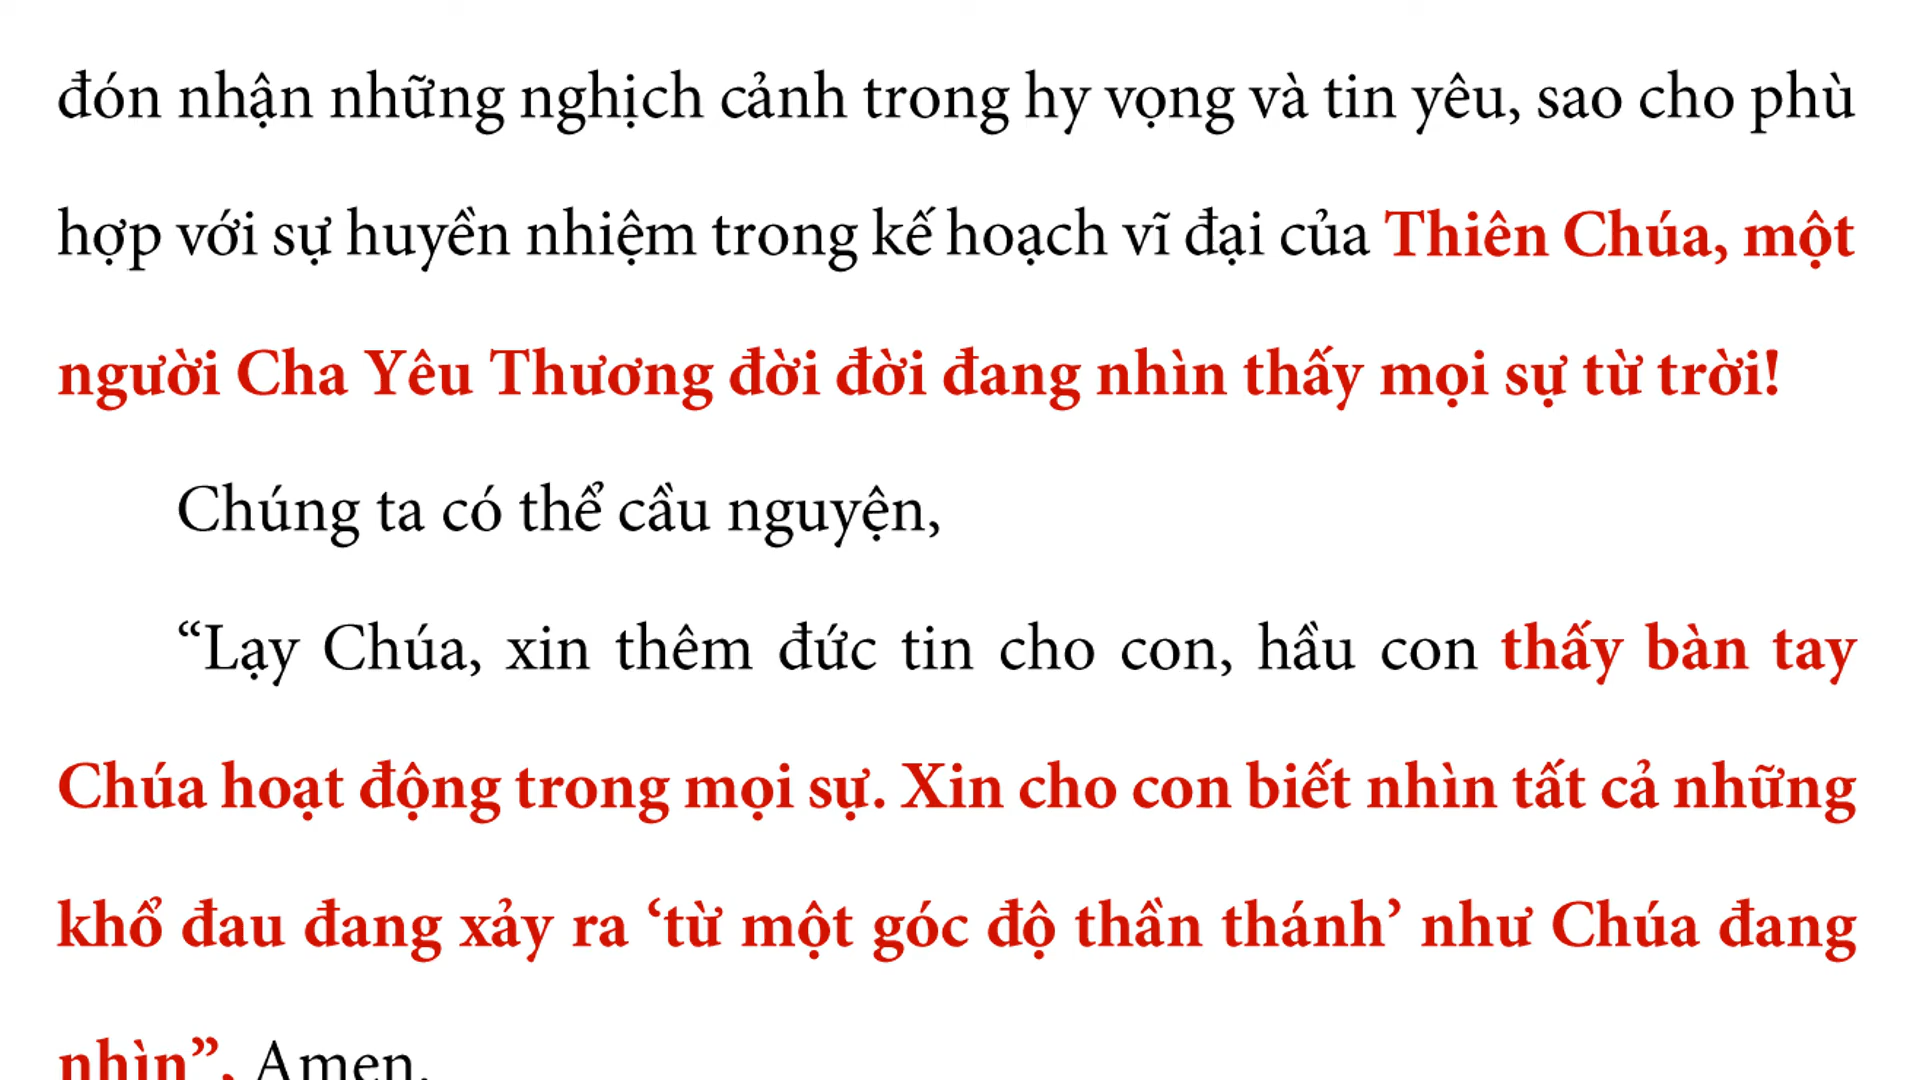 đón nhận những nghịch cảnh trong hy vọng và tin yêu, sao cho phù
hợp với sự huyền nhiệm trong kế hoạch vĩ đại của Thiên Chúa, một
người Cha Yêu Thương đời đời đang nhìn thấy mọi sự từ trời!
Chúng ta có thể cầu nguyện,
“Lạy Chúa, xin thêm đức tin cho con, hầu con thấy bàn tay
Chúa hoạt động trong mọi sự. Xin cho con biết nhìn tất cả những
khổ đau đang xảy ra ‘từ một góc độ thần thánh’ như Chúa đang
nhìn”, Amen.